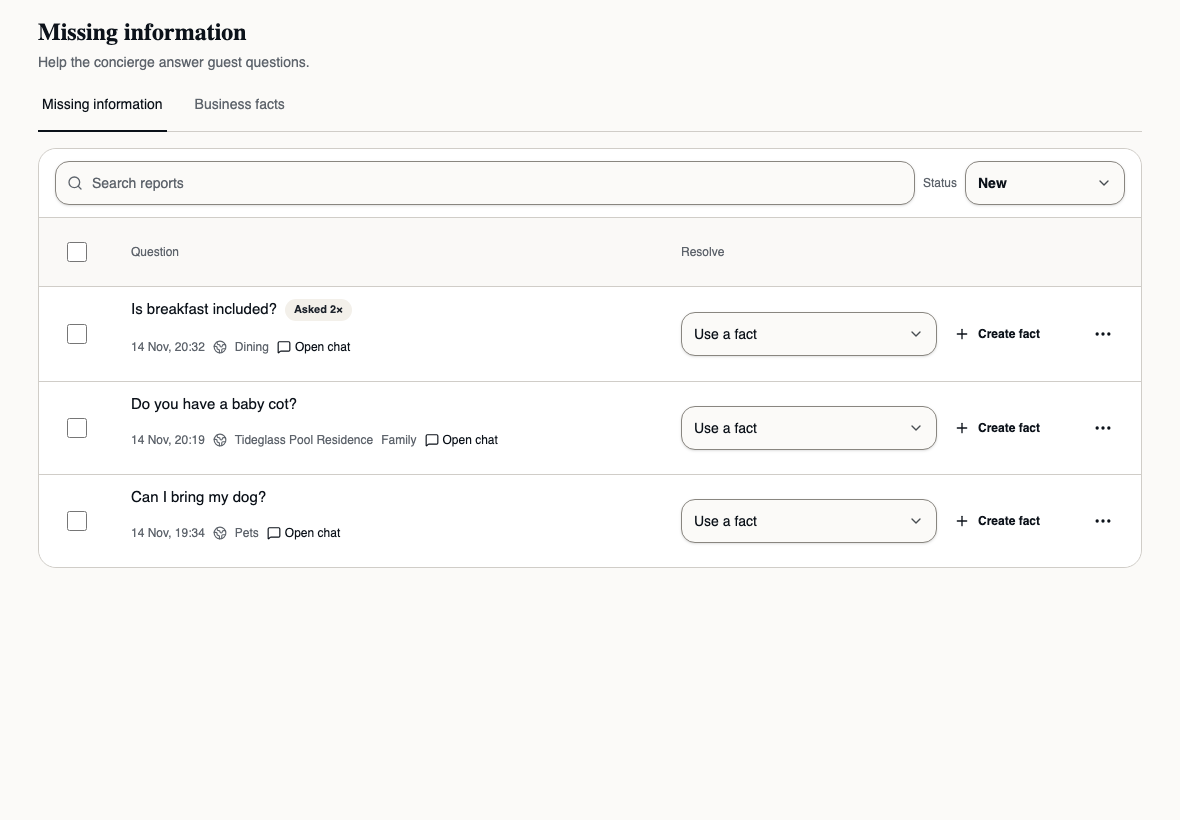 Missing information
Help the concierge answer guest questions.
Missing information Business facts
Search reports Status New
Question Resolve
Is breakfast included? Asked 2×
14 Nov, 20:32 Dining Open chat
Use a fact Create fact
Do you have a baby cot?
14 Nov, 20:19 Tideglass Pool Residence Family Open chat
Use a fact Create fact
Can I bring my dog?
14 Nov, 19:34 Pets Open chat
Use a fact Create fact